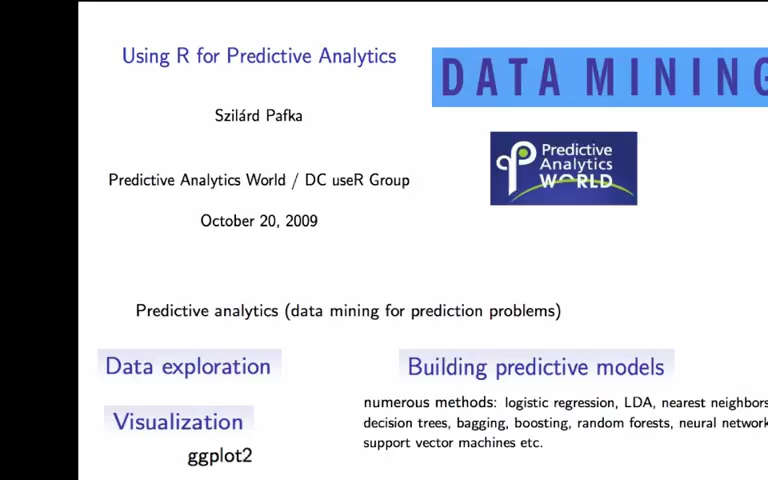 Using R for Predictive Analytics
DATA MINING
Szilárd Pafka
Predictive Analytics WORLD
Predictive Analytics World / DC useR Group
October 20, 2009
Predictive analytics (data mining for prediction problems)
Data exploration
Building predictive models
numerous methods: logistic regression, LDA, nearest neighbors
decision trees, bagging, boosting, random forests, neural network
support vector machines etc.
Visualization
ggplot2